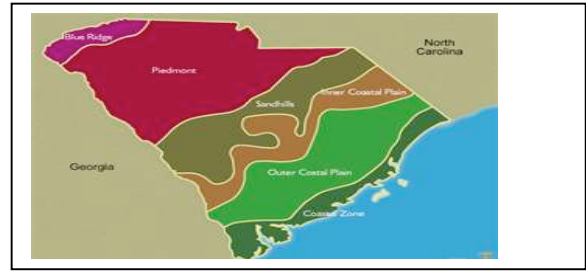 Blue Ridge
North
Carolina
Piedmont
Inner Coastal Plain
Sandhills
Georgia
Outer Costal Plain
Coastal Zone